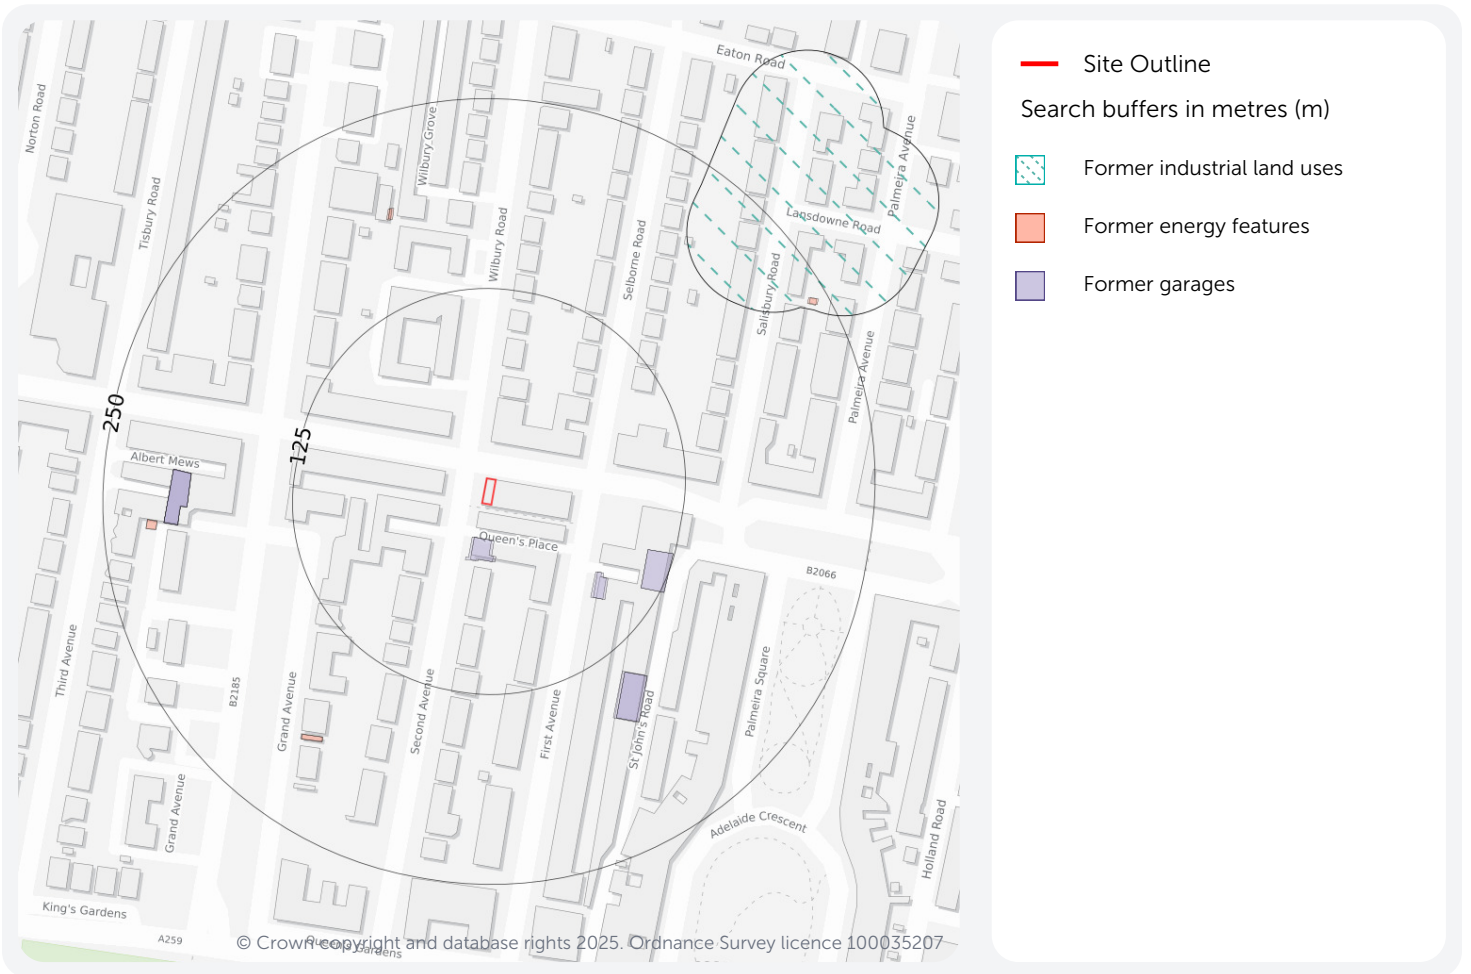 Eaton Road
Norton Road
Wilbury Grove
Palmeira Avenue
Tisbury Road
Wilbury Road
Selborne Road
Lansdowne Road
Salisbury Road
Palmeira Avenue
250
125
Albert Mews
Queen's Place
B2066
Third Avenue
B2185
Grand Avenue
Second Avenue
First Avenue
St John's Road
Palmeira Square
Grand Avenue
Adelaide Crescent
Holland Road
King's Gardens
A259
Queen's Gardens
© Crown copyright and database rights 2025. Ordnance Survey licence 100035207
Site Outline
Search buffers in metres (m)
Former industrial land uses
Former energy features
Former garages